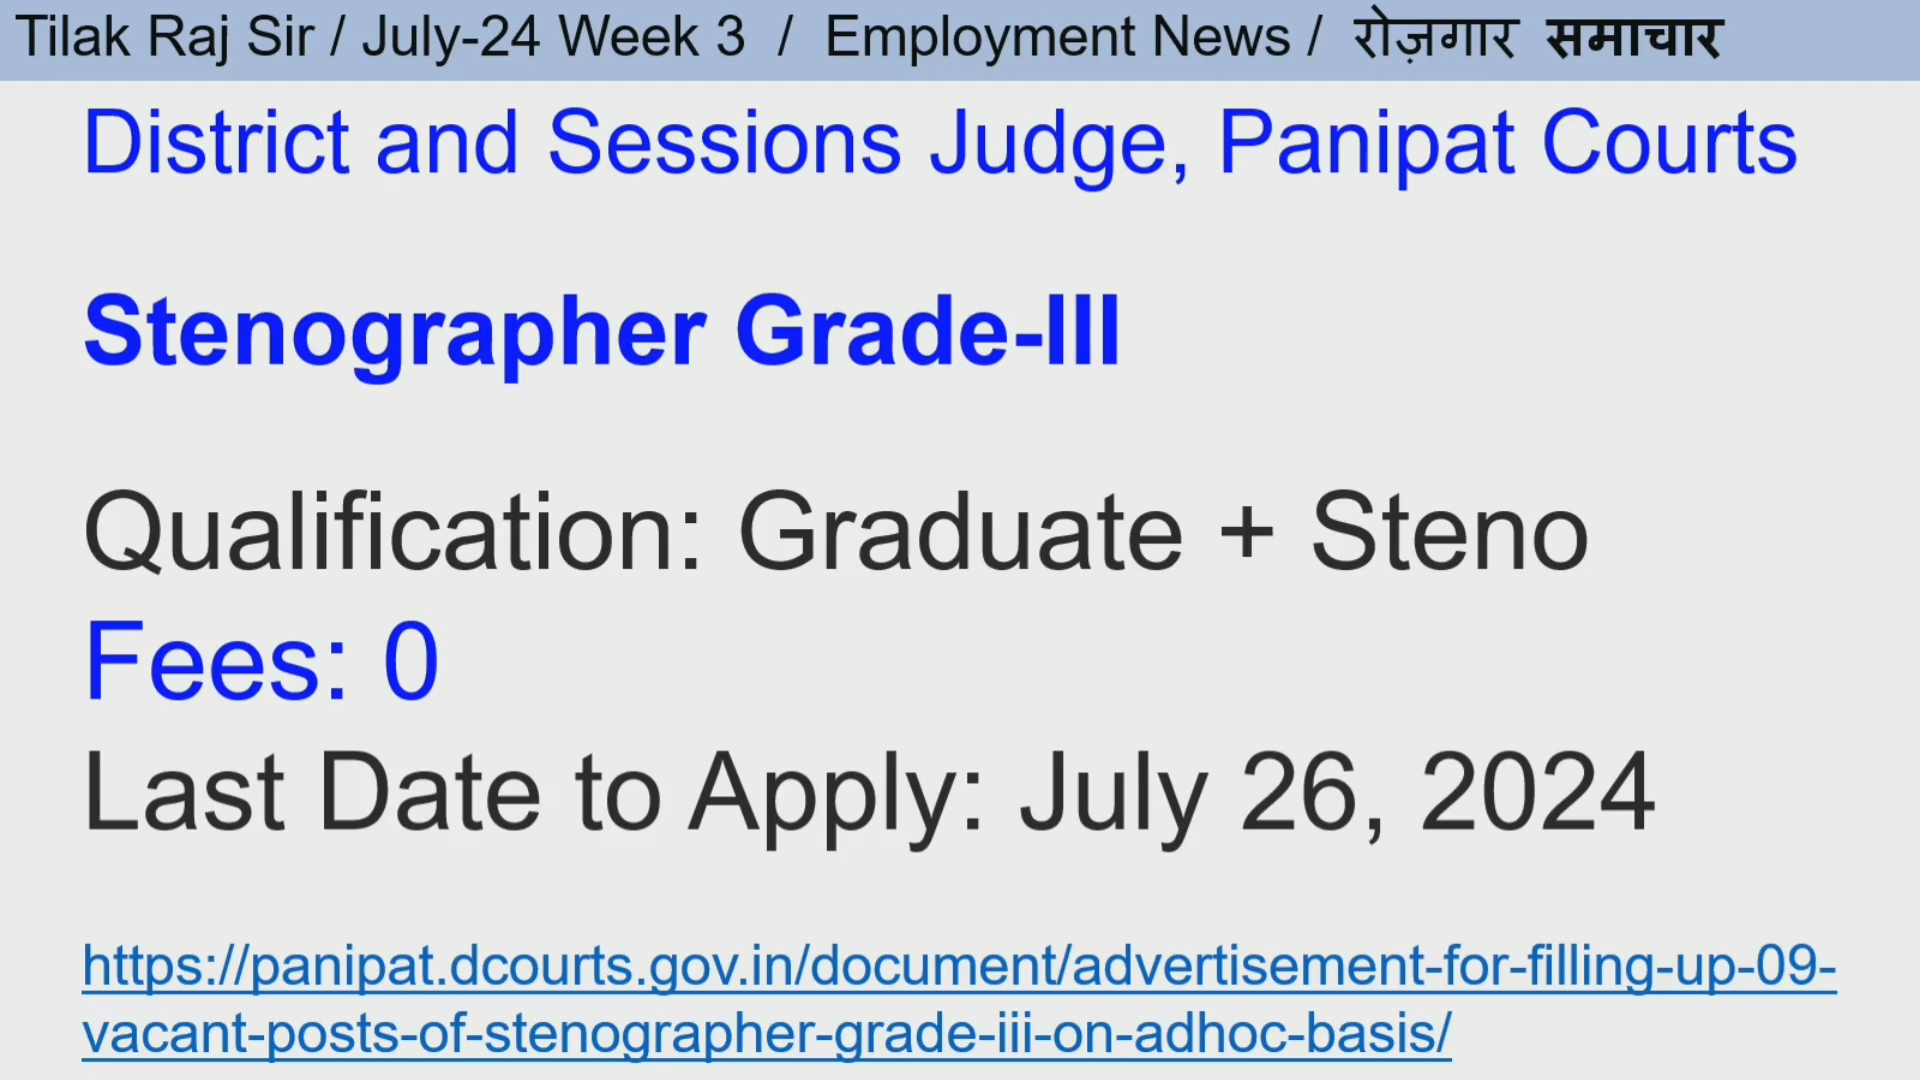 Tilak Raj Sir / July-24 Week 3 / Employment News / रोज़गार समाचार
District and Sessions Judge, Panipat Courts
Stenographer Grade-III
Qualification: Graduate + Steno
Fees: 0
Last Date to Apply: July 26, 2024
https://panipat.dcourts.gov.in/document/advertisement-for-filling-up-09-
vacant-posts-of-stenographer-grade-iii-on-adhoc-basis/